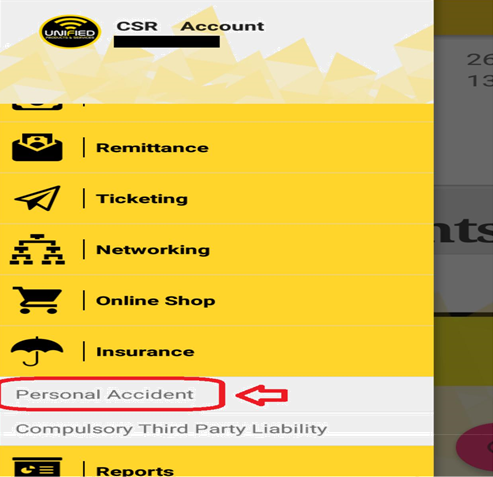 UNIFIED
PRODUCTS & SERVICES
CSR Account
26
13
Remittance
Ticketing
nts
Networking
Online Shop
Insurance
Personal Accident
Compulsory Third Party Liability
Reports